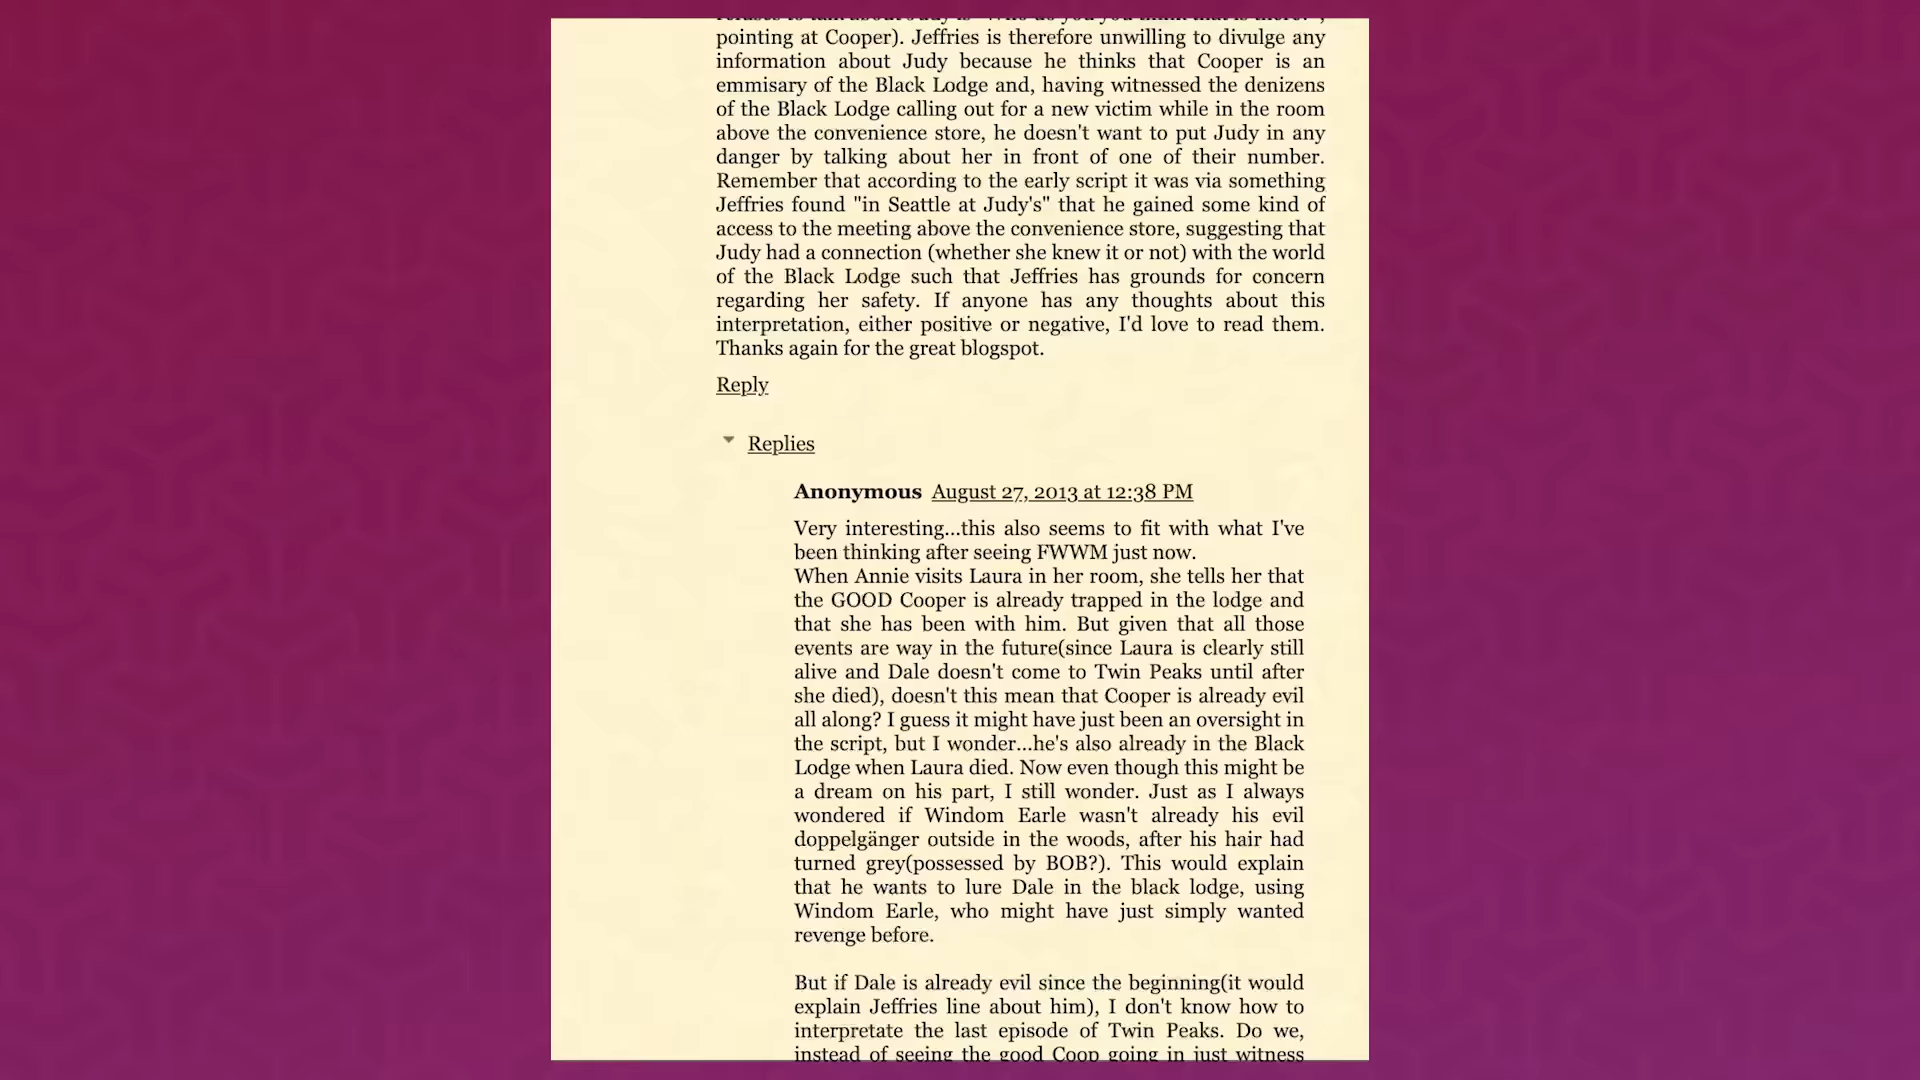 pointing at Cooper). Jeffries is therefore unwilling to divulge any
information about Judy because he thinks that Cooper is an
emmisary of the Black Lodge and, having witnessed the denizens
of the Black Lodge calling out for a new victim while in the room
above the convenience store, he doesn't want to put Judy in any
danger by talking about her in front of one of their number.
Remember that according to the early script it was via something
Jeffries found "in Seattle at Judy's" that he gained some kind of
access to the meeting above the convenience store, suggesting that
Judy had a connection (whether she knew it or not) with the world
of the Black Lodge such that Jeffries has grounds for concern
regarding her safety. If anyone has any thoughts about this
interpretation, either positive or negative, I'd love to read them.
Thanks again for the great blogspot.
Reply
Replies
Anonymous August 27, 2013 at 12:38 PM
Very interesting...this also seems to fit with what I've
been thinking after seeing FWWM just now.
When Annie visits Laura in her room, she tells her that
the GOOD Cooper is already trapped in the lodge and
that she has been with him. But given that all those
events are way in the future(since Laura is clearly still
alive and Dale doesn't come to Twin Peaks until after
she died), doesn't this mean that Cooper is already evil
all along? I guess it might have just been an oversight in
the script, but I wonder...he's also already in the Black
Lodge when Laura died. Now even though this might be
a dream on his part, I still wonder. Just as I always
wondered if Windom Earle wasn't already his evil
doppelgänger outside in the woods, after his hair had
turned grey(possessed by BOB?). This would explain
that he wants to lure Dale in the black lodge, using
Windom Earle, who might have just simply wanted
revenge before.
But if Dale is already evil since the beginning(it would
explain Jeffries line about him), I don't know how to
interpretate the last episode of Twin Peaks. Do we,
instead of seeing the good Coop going in just witness